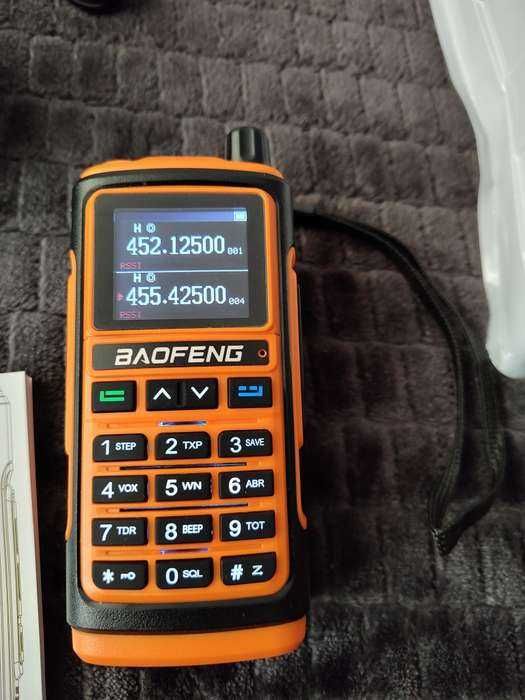 H
452.12500 001
RSSI
H
455.42500 004
RSSI
BAOFENG
1 STEP 2 TXP 3 SAVE
4 VOX 5 WN 6 ABR
7 TDR 8 BEEP 9 TOT
* 0 SQL #